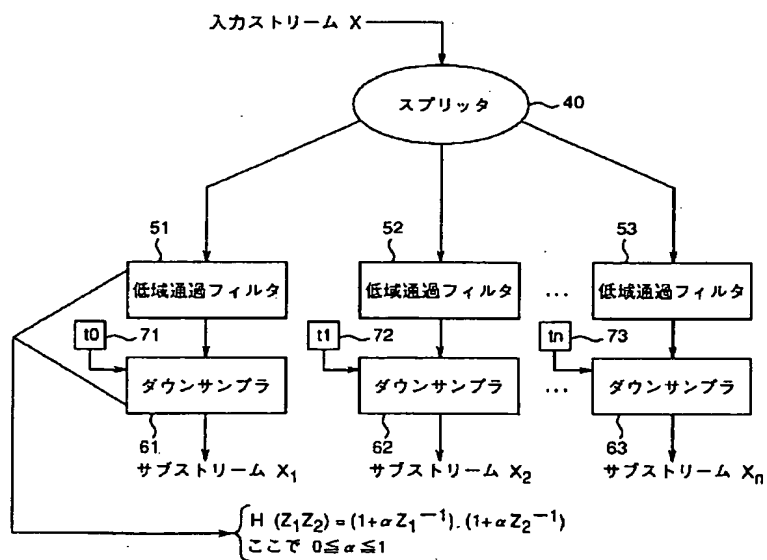 入力ストリーム X
スプリッタ
40
51
52
53
低域通過フィルタ
低域通過フィルタ
...
低域通過フィルタ
t0
71
t1
72
tn
73
ダウンサンプラ
ダウンサンプラ
...
ダウンサンプラ
61
62
63
サブストリーム X₁
サブストリーム X₂
サブストリーム Xₙ
H (Z₁Z₂) = (1+αZ₁⁻¹). (1+αZ₂⁻¹)
ここで 0≦α≦1